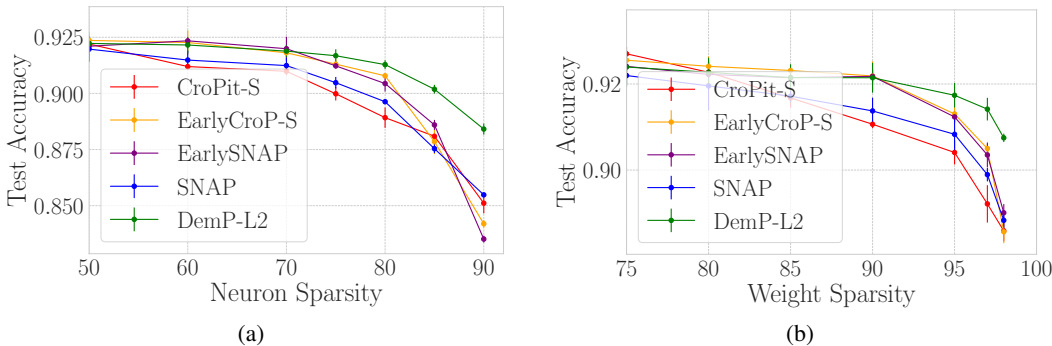 0.925
0.900
0.875
0.850
Test Accuracy
CroPit-S
EarlyCroP-S
EarlySNAP
SNAP
DemP-L2
50 60 70 80 90
Neuron Sparsity
(a)
0.92
0.90
Test Accuracy
CroPit-S
EarlyCroP-S
EarlySNAP
SNAP
DemP-L2
75 80 85 90 95 100
Weight Sparsity
(b)